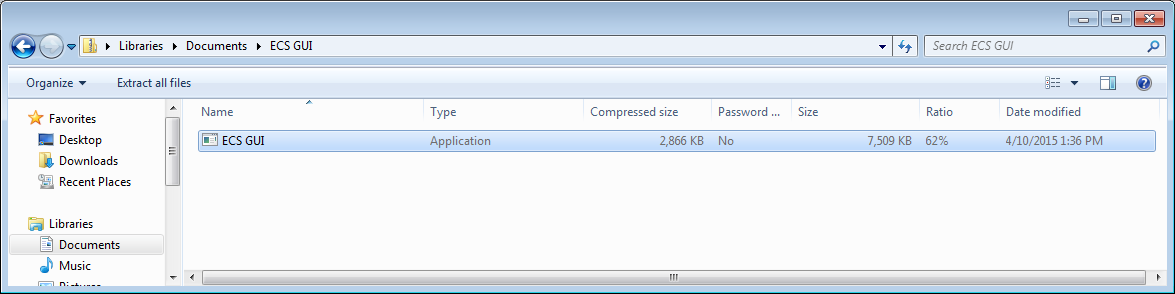 Libraries Documents ECS GUI
Search ECS GUI
Organize Extract all files
Favorites
Desktop
Downloads
Recent Places
Libraries
Documents
Music
Pictures
Name Type Compressed size Password ... Size Ratio Date modified
ECS GUI Application 2,866 KB No 7,509 KB 62% 4/10/2015 1:36 PM